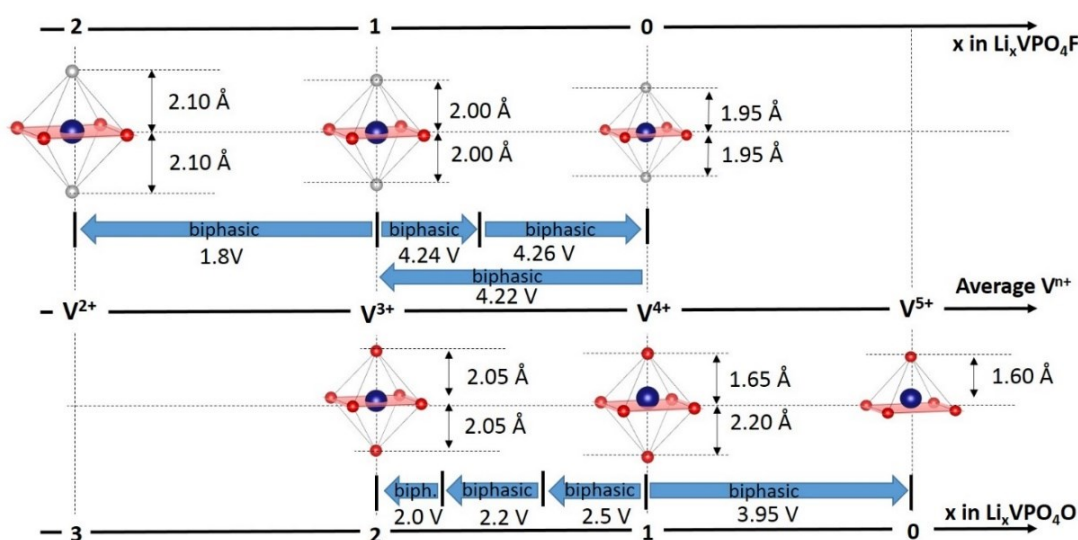 2 1 0
x in LiₓVPO₄F
2.10 Å
2.10 Å
2.00 Å
2.00 Å
1.95 Å
1.95 Å
biphasic biphasic biphasic
1.8V 4.24 V 4.26 V
biphasic
4.22 V
Average Vⁿ⁺
V²⁺ V³⁺ V⁴⁺ V⁵⁺
2.05 Å
2.05 Å
1.65 Å
2.20 Å
1.60 Å
biph. biphasic biphasic biphasic
2.0 V 2.2 V 2.5 V 3.95 V
3 2 1 0
x in LiₓVPO₄O